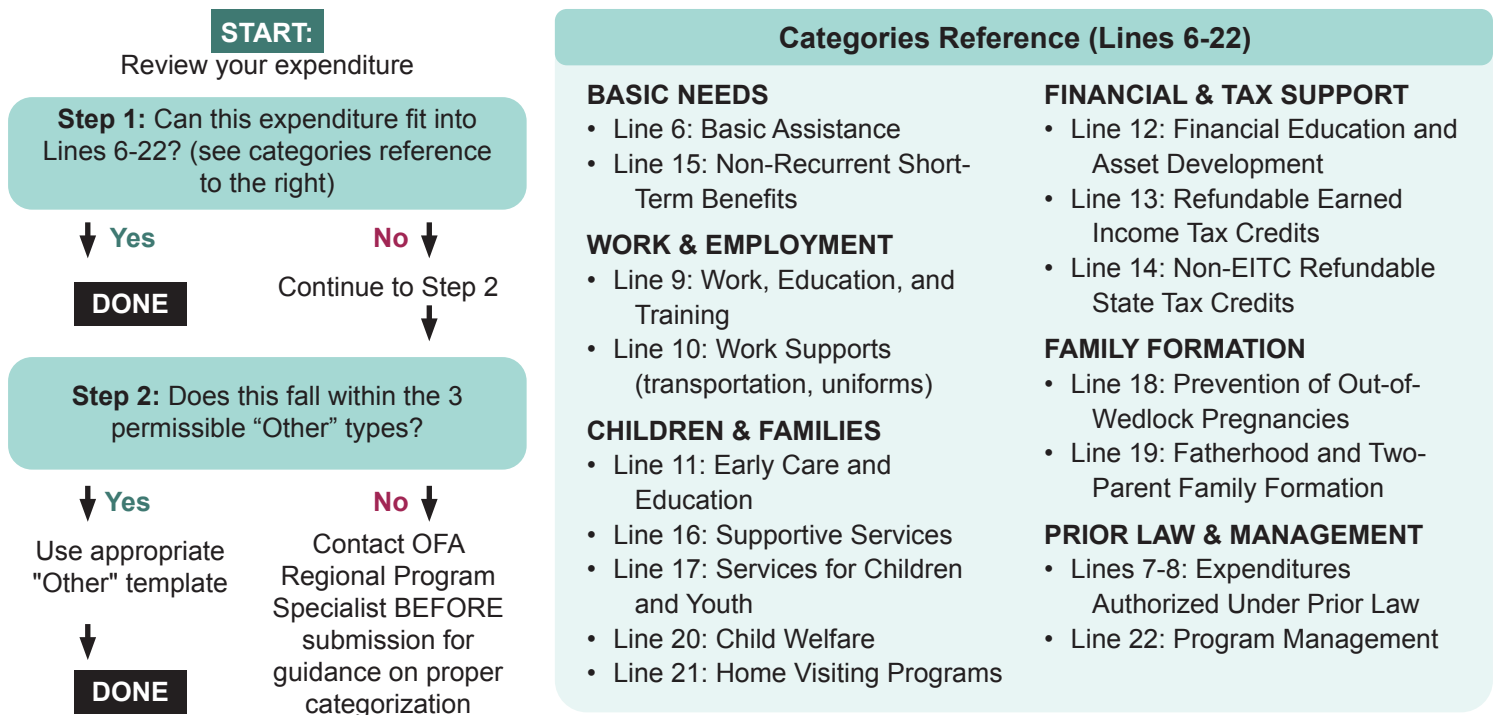 START:
Review your expenditure
Step 1: Can this expenditure fit into
Lines 6-22? (see categories reference
to the right)
Yes
No
DONE
Continue to Step 2
Step 2: Does this fall within the 3
permissible “Other” types?
Yes
No
Use appropriate
"Other" template
DONE
Contact OFA
Regional Program
Specialist BEFORE
submission for
guidance on proper
categorization
Categories Reference (Lines 6-22)
BASIC NEEDS
• Line 6: Basic Assistance
• Line 15: Non-Recurrent Short-
Term Benefits
WORK & EMPLOYMENT
• Line 9: Work, Education, and
Training
• Line 10: Work Supports
(transportation, uniforms)
CHILDREN & FAMILIES
• Line 11: Early Care and
Education
• Line 16: Supportive Services
• Line 17: Services for Children
and Youth
• Line 20: Child Welfare
• Line 21: Home Visiting Programs
FINANCIAL & TAX SUPPORT
• Line 12: Financial Education and
Asset Development
• Line 13: Refundable Earned
Income Tax Credits
• Line 14: Non-EITC Refundable
State Tax Credits
FAMILY FORMATION
• Line 18: Prevention of Out-of-
Wedlock Pregnancies
• Line 19: Fatherhood and Two-
Parent Family Formation
PRIOR LAW & MANAGEMENT
• Lines 7-8: Expenditures
Authorized Under Prior Law
• Line 22: Program Management